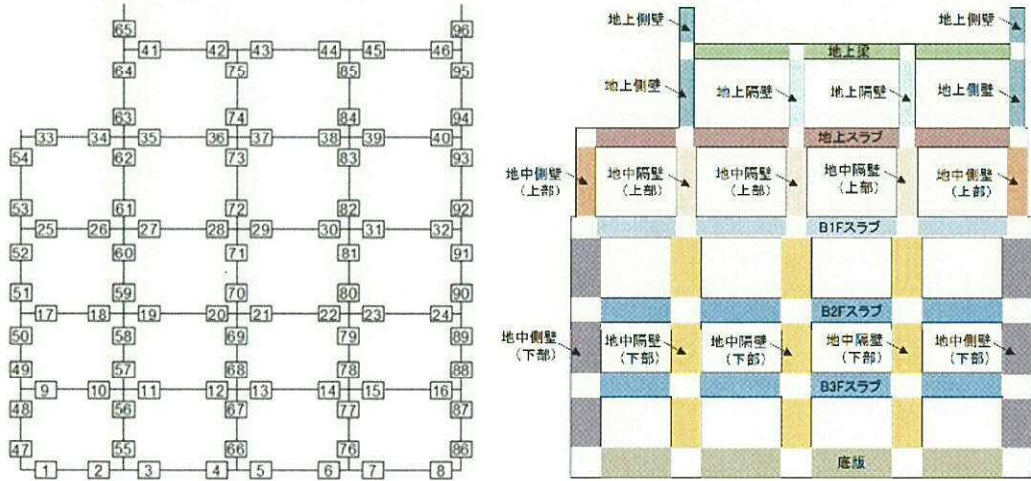 65
96
41 42 43 44 45 46
64 75 85 95
63 74 84 94
33 34 35 36 37 38 39 40
54 62 73 83 93
53 61 72 82 92
25 26 27 28 29 30 31 32
52 60 71 81 91
51 59 70 80 90
17 18 19 20 21 22 23 24
50 58 69 79 89
49 57 68 78 88
9 10 11 12 13 14 15 16
48 56 67 77 87
47 55 66 76 86
1 2 3 4 5 6 7 8
地上側壁
地上側壁
地上梁
地上側壁
地上隔壁
地上隔壁
地上側壁
地上スラブ
地中側壁
(上部)
地中隔壁
(上部)
地中隔壁
(上部)
地中隔壁
(上部)
地中側壁
(上部)
B1Fスラブ
B2Fスラブ
地中側壁
(下部)
地中隔壁
(下部)
地中隔壁
(下部)
地中隔壁
(下部)
地中側壁
(下部)
B3Fスラブ
底版